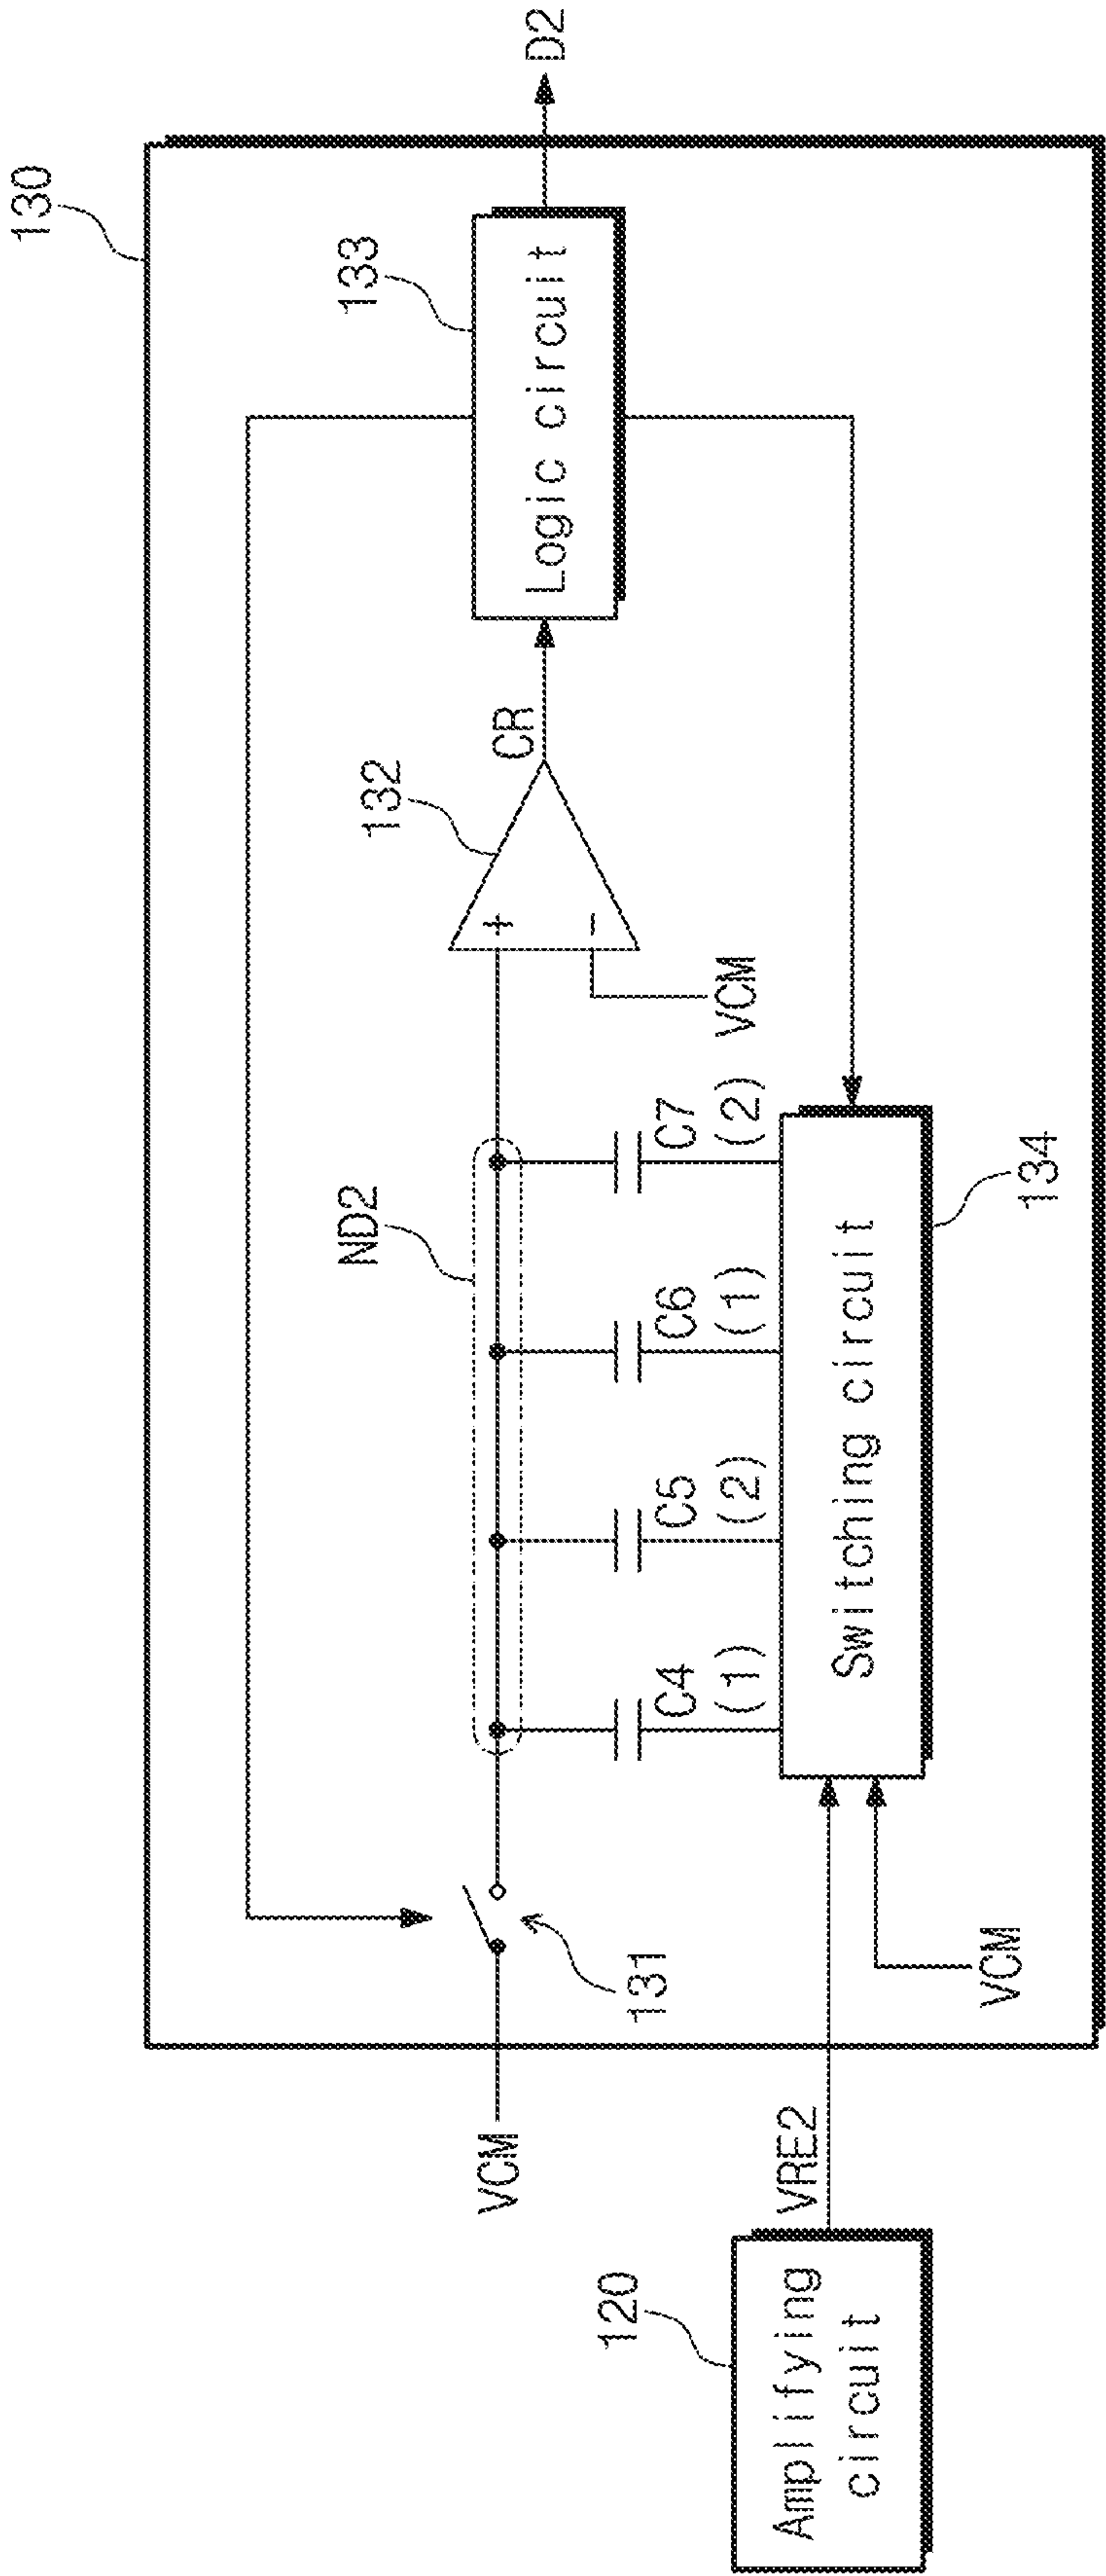 130
133
Logic circuit
D2
132
CR
+
−
VCM
ND2
C4
(1)
C5
(2)
C6
(1)
C7
(2)
Switching circuit
134
131
VCM
VCM
VRE2
120
Amplifying
circuit